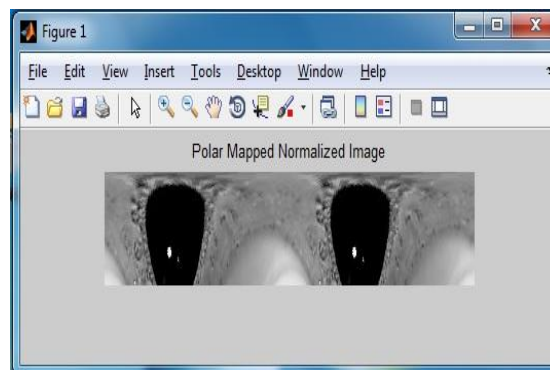 Figure 1
File Edit View Insert Tools Desktop Window Help
Polar Mapped Normalized Image